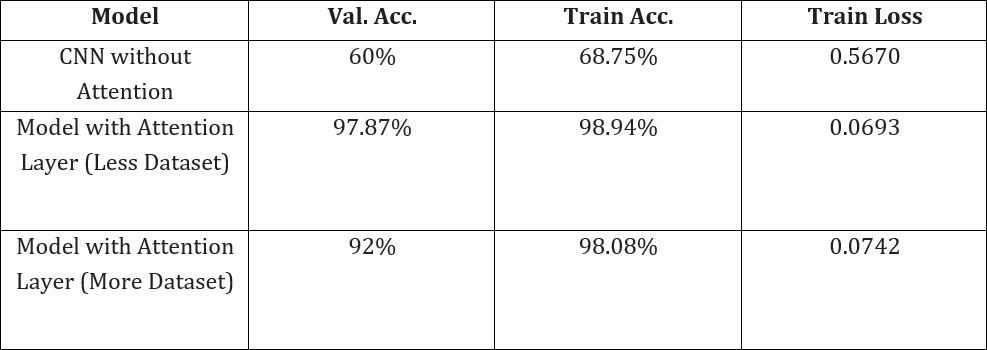 Model Val. Acc. Train Acc. Train Loss
CNN without 60% 68.75% 0.5670
Attention
Model with Attention 97.87% 98.94% 0.0693
Layer (Less Dataset)
Model with Attention 92% 98.08% 0.0742
Layer (More Dataset)